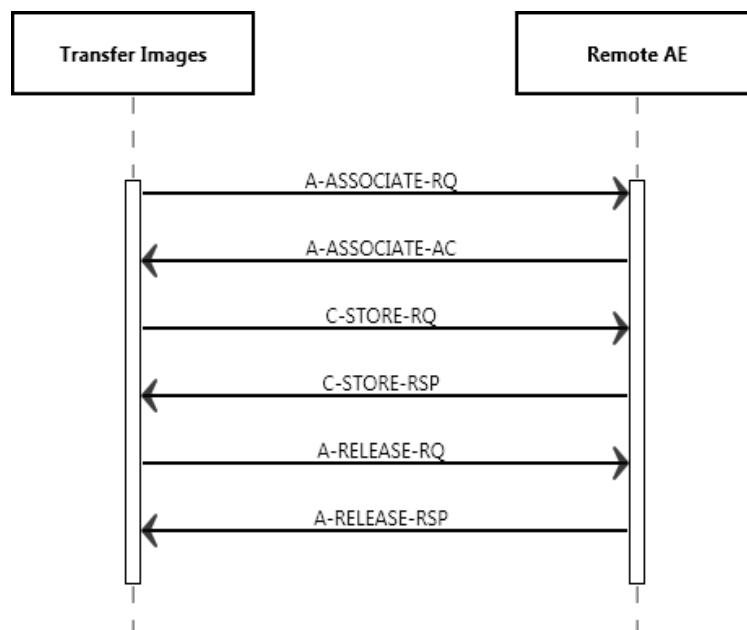 Transfer Images
Remote AE
A-ASSOCIATE-RQ
A-ASSOCIATE-AC
C-STORE-RQ
C-STORE-RSP
A-RELEASE-RQ
A-RELEASE-RSP